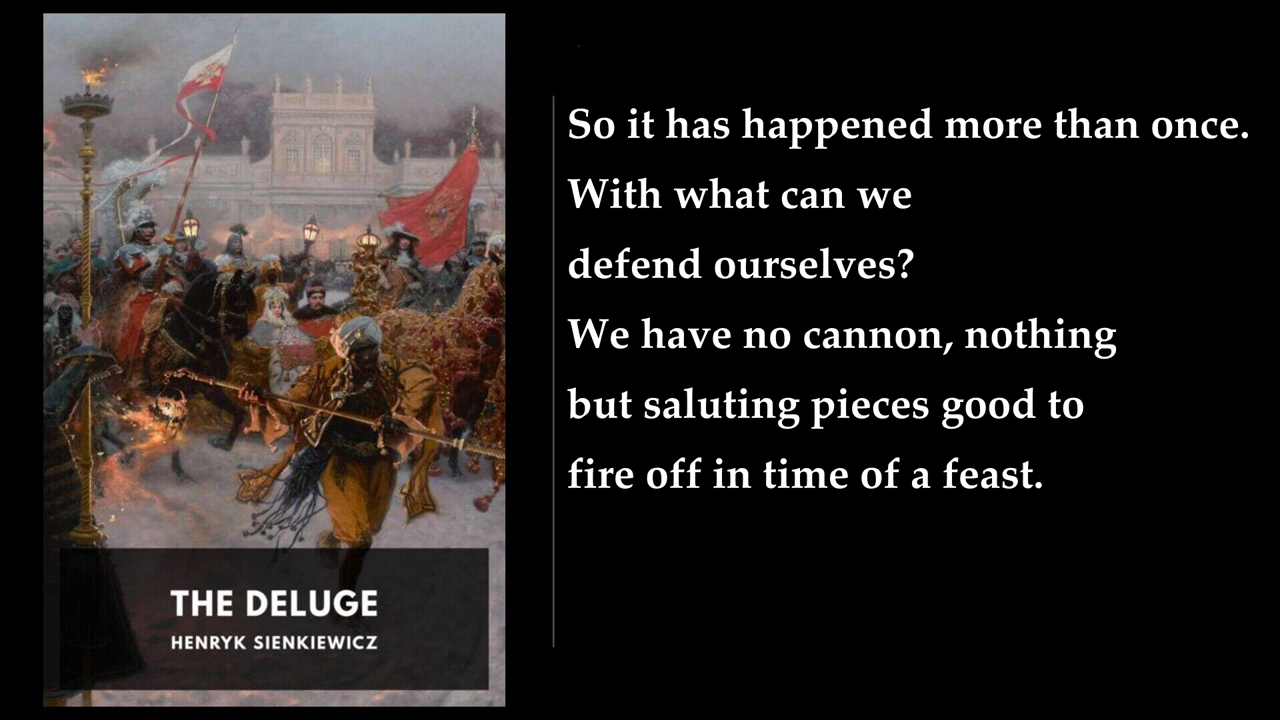 THE DELUGE
HENRYK SIENKIEWICZ
So it has happened more than once.
With what can we
defend ourselves?
We have no cannon, nothing
but saluting pieces good to
fire off in time of a feast.